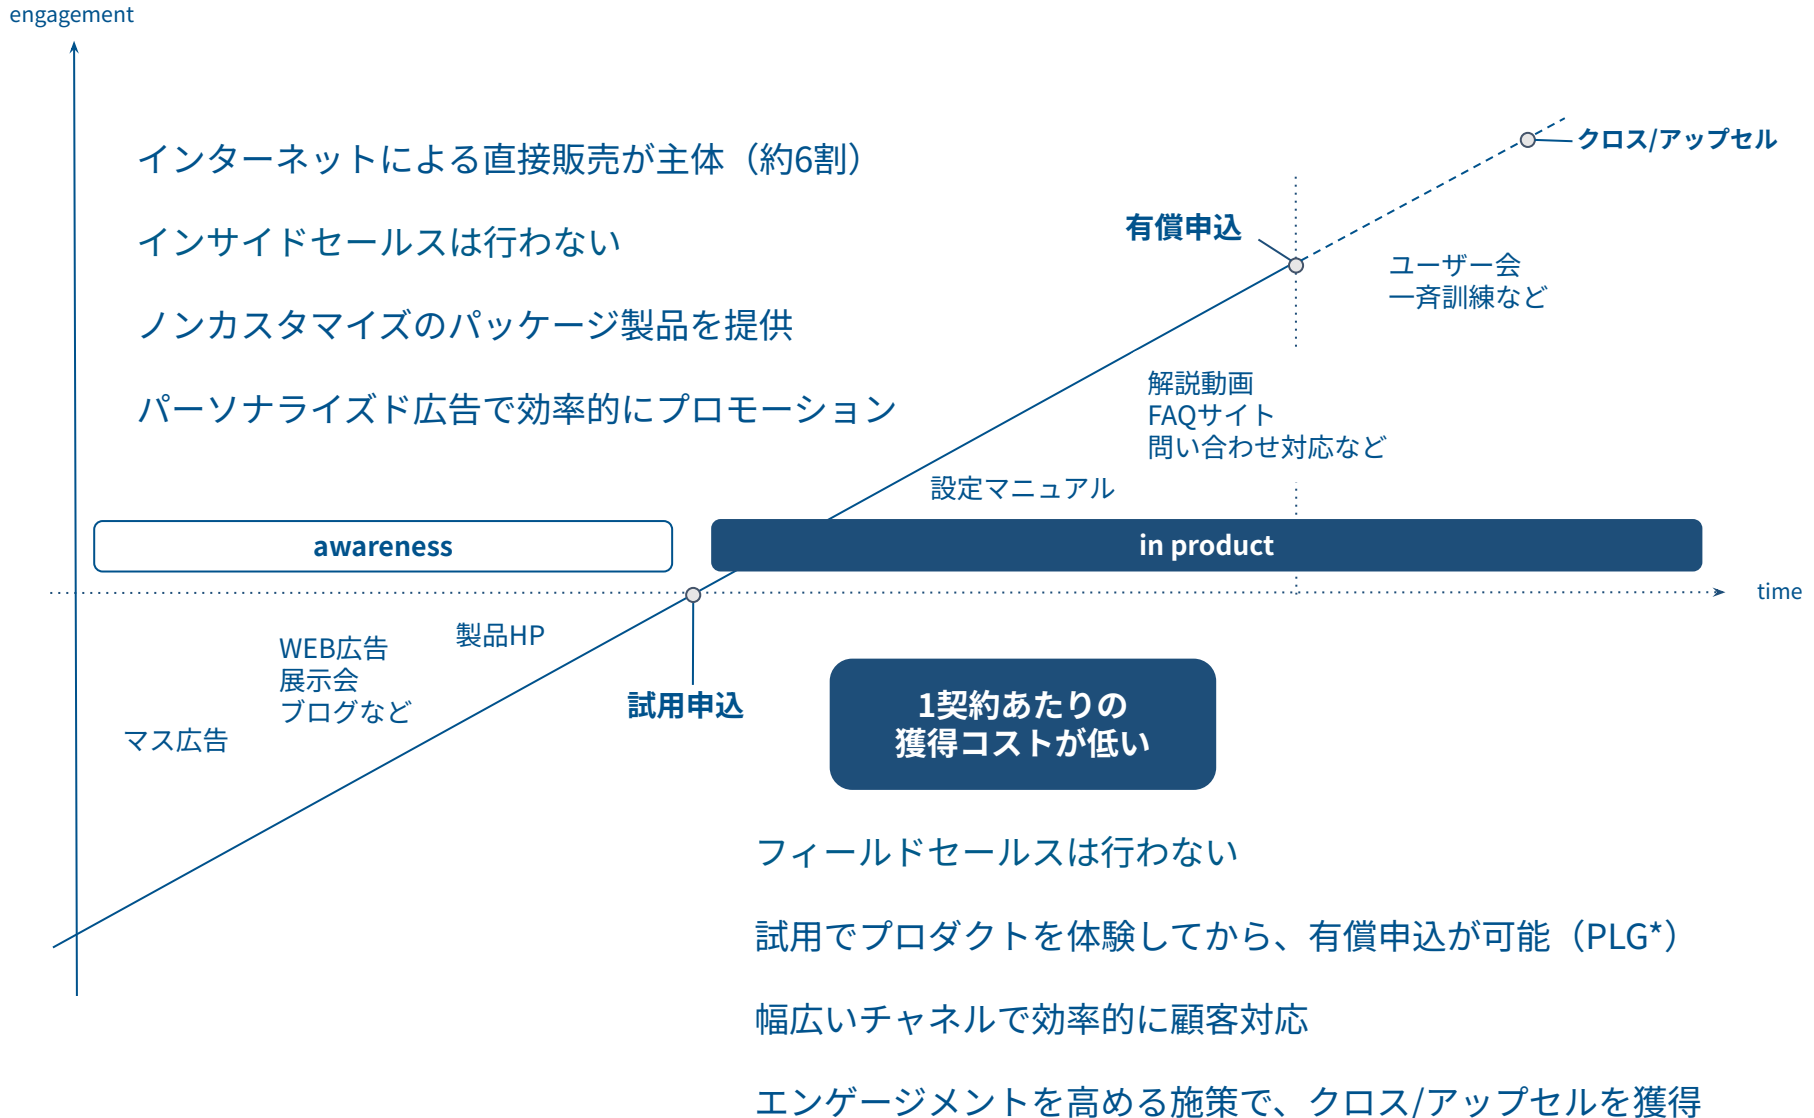 engagement
インターネットによる直接販売が主体（約6割）
インサイドセールスは行わない
ノンカスタマイズのパッケージ製品を提供
パーソナライズド広告で効率的にプロモーション
クロス/アップセル
有償申込
ユーザー会
一斉訓練など
解説動画
FAQサイト
問い合わせ対応など
設定マニュアル
awareness
in product
time
製品HP
WEB広告
展示会
ブログなど
マス広告
試用申込
1契約あたりの
獲得コストが低い
フィールドセールスは行わない
試用でプロダクトを体験してから、有償申込が可能（PLG*）
幅広いチャネルで効率的に顧客対応
エンゲージメントを高める施策で、クロス/アップセルを獲得